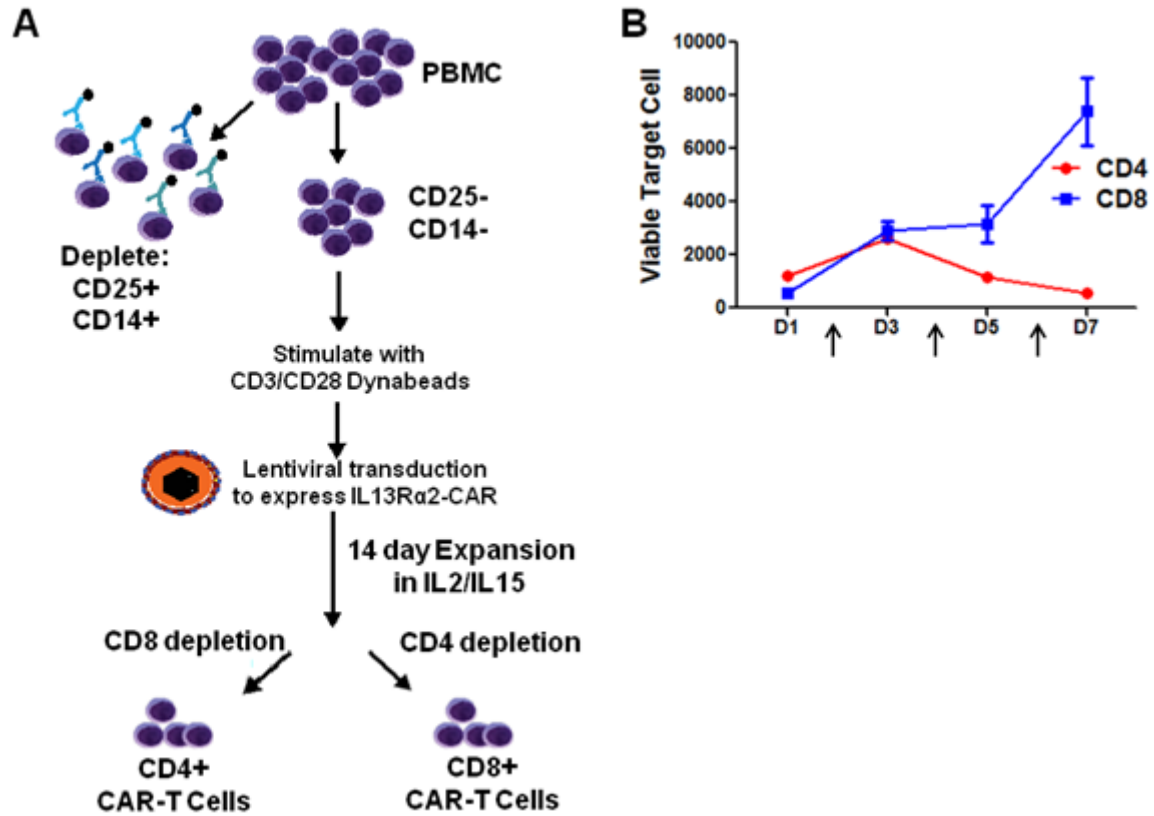 A
PBMC
CD25-
CD14-
Deplete:
CD25+
CD14+
Stimulate with
CD3/CD28 Dynabeads
Lentiviral transduction
to express IL13Rα2-CAR
14 day Expansion
in IL2/IL15
CD8 depletion
CD4 depletion
CD4+
CAR-T Cells
CD8+
CAR-T Cells
B
Viable Target Cell
10000
8000
6000
4000
2000
0
D1
D3
D5
D7
CD4
CD8